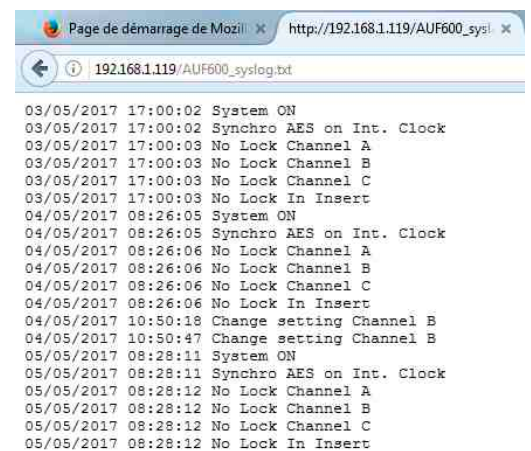 Page de démarrage de Mozill
http://192.168.1.119/AUF600_sysl
192.168.1.119/AUF600_syslog.txt
03/05/2017 17:00:02 System ON
03/05/2017 17:00:02 Synchro AES on Int. Clock
03/05/2017 17:00:03 No Lock Channel A
03/05/2017 17:00:03 No Lock Channel B
03/05/2017 17:00:03 No Lock Channel C
03/05/2017 17:00:03 No Lock In Insert
04/05/2017 08:26:05 System ON
04/05/2017 08:26:05 Synchro AES on Int. Clock
04/05/2017 08:26:06 No Lock Channel A
04/05/2017 08:26:06 No Lock Channel B
04/05/2017 08:26:06 No Lock Channel C
04/05/2017 08:26:06 No Lock In Insert
04/05/2017 10:50:18 Change setting Channel B
04/05/2017 10:50:47 Change setting Channel B
05/05/2017 08:28:11 System ON
05/05/2017 08:28:11 Synchro AES on Int. Clock
05/05/2017 08:28:12 No Lock Channel A
05/05/2017 08:28:12 No Lock Channel B
05/05/2017 08:28:12 No Lock Channel C
05/05/2017 08:28:12 No Lock In Insert